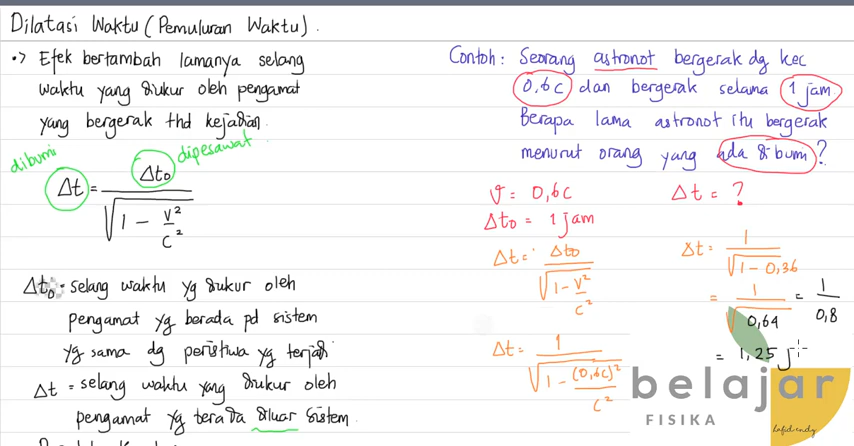 Dilatasi Waktu (Pemuluran Waktu).
•> Efek bertambah lamanya selang
waktu yang diukur oleh pengamat
yang bergerak thd kejadian.
dibumi
dipesawat
Δt = Δt₀ / √(1 − v²/c²)
Δt₀ = selang waktu yg diukur oleh
pengamat yg berada pd sistem
yg sama dg peristiwa yg terjadi
Δt = selang waktu yang diukur oleh
pengamat yg berada diluar sistem.
Contoh: Seorang astronot bergerak dg kec
0,6c dan bergerak selama 1 jam
Berapa lama astronot itu bergerak
menurut orang yang ada di bumi ?
v = 0,6c
Δt = ?
Δt₀ = 1 jam
Δt = Δt₀ / √(1 − v²/c²)
Δt = 1 / √(1 − (0,6c)²/c²)
Δt = 1 / √(1 − 0,36)
= 1 / √0,64 = 1 / 0,8
= 1,25 j
belajar
FISIKA